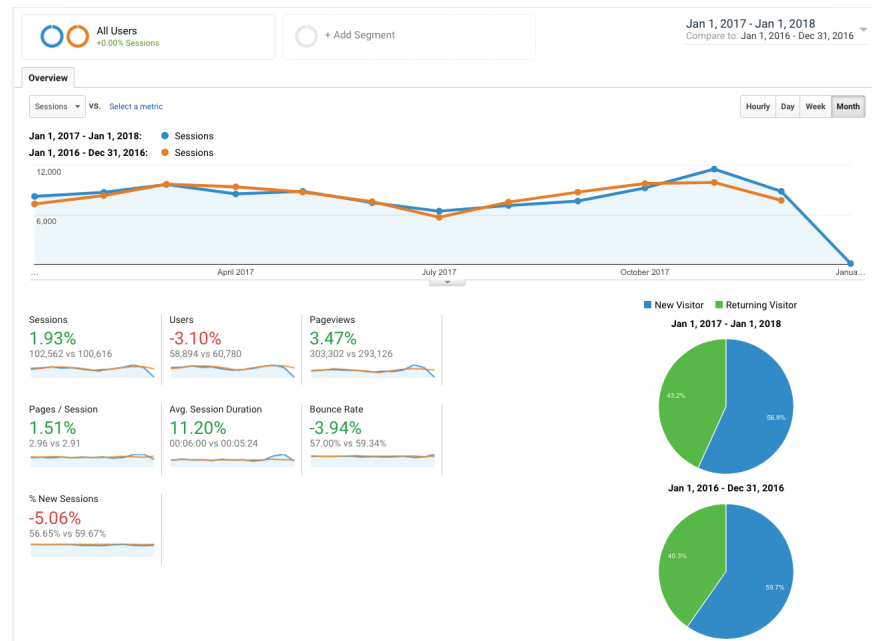 All Users
+0.00% Sessions
+ Add Segment
Jan 1, 2017 - Jan 1, 2018
Compare to: Jan 1, 2016 - Dec 31, 2016
Overview
Sessions VS. Select a metric
Hourly Day Week Month
Jan 1, 2017 - Jan 1, 2018: Sessions
Jan 1, 2016 - Dec 31, 2016: Sessions
12,000
6,000
... April 2017 July 2017 October 2017 Janua...
New Visitor Returning Visitor
Jan 1, 2017 - Jan 1, 2018
43.2%
56.8%
Jan 1, 2016 - Dec 31, 2016
40.3%
59.7%
Sessions
1.93%
102,562 vs 100,616
Users
-3.10%
58,894 vs 60,780
Pageviews
3.47%
303,302 vs 293,126
Pages / Session
1.51%
2.96 vs 2.91
Avg. Session Duration
11.20%
00:06:00 vs 00:05:24
Bounce Rate
-3.94%
57.00% vs 59.34%
% New Sessions
-5.06%
56.65% vs 59.67%